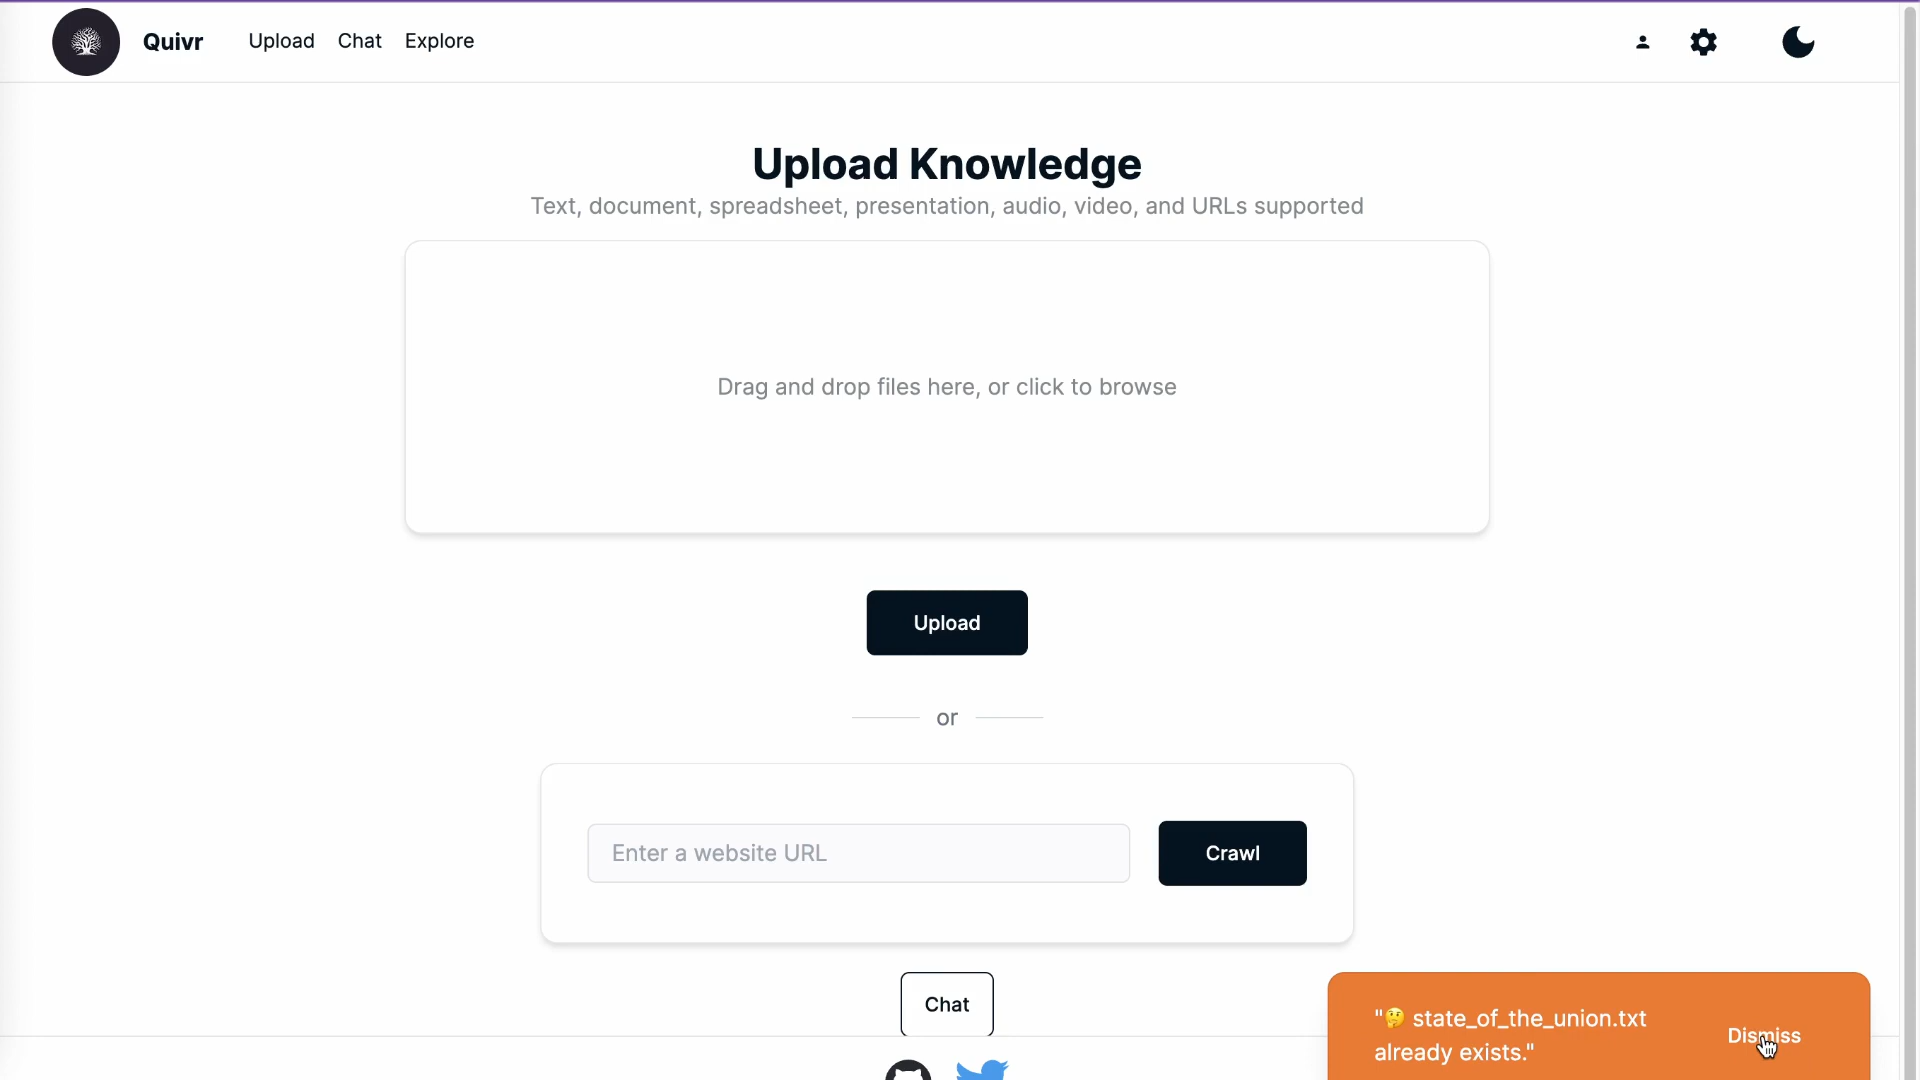 Quivr
Upload
Chat
Explore
Upload Knowledge
Text, document, spreadsheet, presentation, audio, video, and URLs supported
Drag and drop files here, or click to browse
Upload
or
Enter a website URL
Crawl
Chat
"🤔 state_of_the_union.txt
already exists."
Dismiss